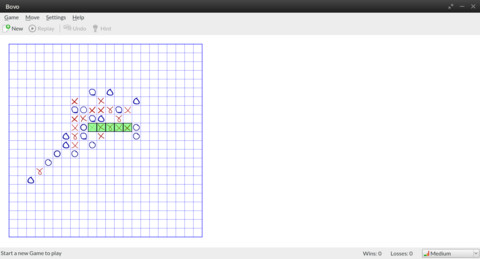 Bovo
Game Move Settings Help
New Replay Undo Hint
Start a new Game to play Wins: 0 Losses: 0 Medium